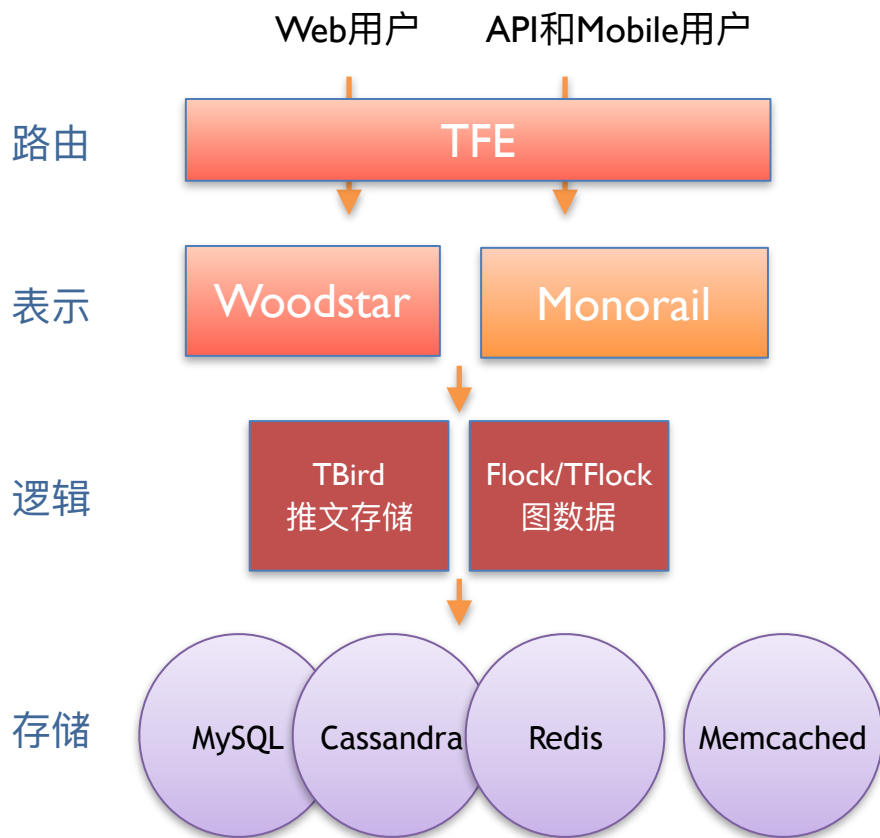 Web用户
API和Mobile用户
路由
TFE
表示
Woodstar
Monorail
逻辑
TBird
推文存储
Flock/TFlock
图数据
存储
MySQL
Cassandra
Redis
Memcached